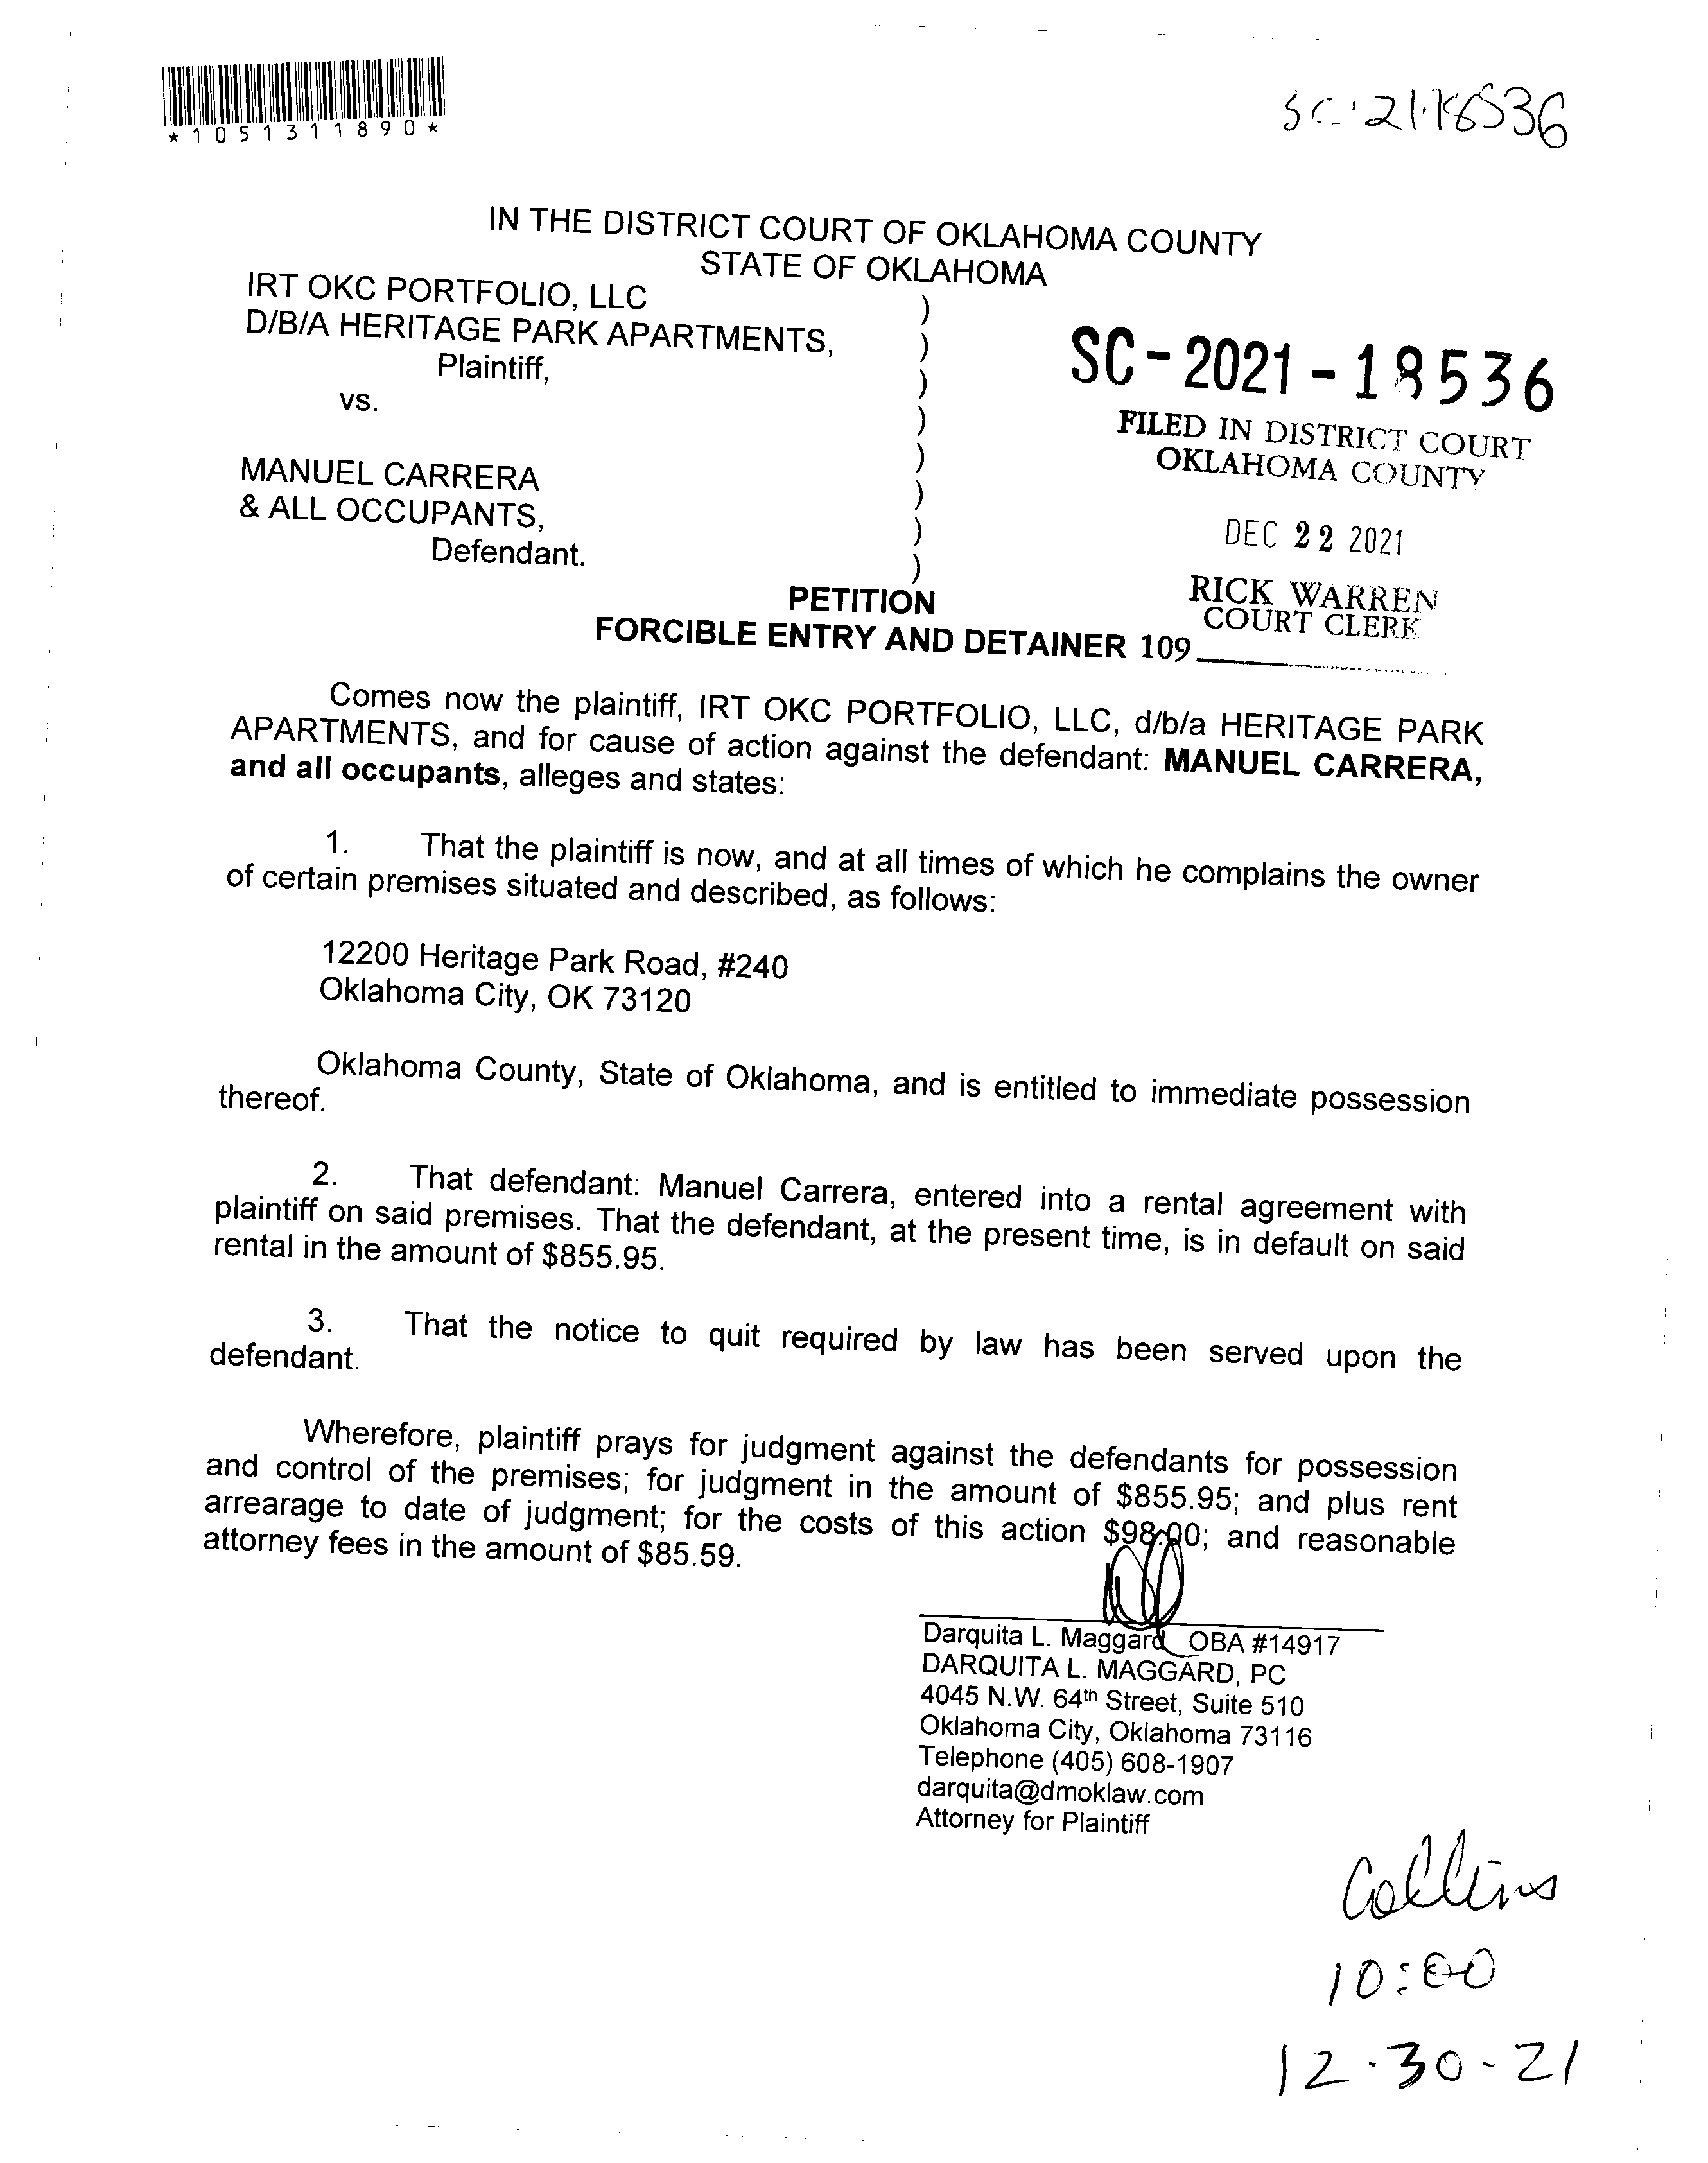 *1051311890*
SC·21·18536
IN THE DISTRICT COURT OF OKLAHOMA COUNTY
STATE OF OKLAHOMA
IRT OKC PORTFOLIO, LLC )
D/B/A HERITAGE PARK APARTMENTS, )
Plaintiff, )
vs. )
)
MANUEL CARRERA )
& ALL OCCUPANTS, )
Defendant. )
SC-2021-18536
FILED IN DISTRICT COURT
OKLAHOMA COUNTY
DEC 22 2021
RICK WARREN
COURT CLERK
PETITION
FORCIBLE ENTRY AND DETAINER 109
Comes now the plaintiff, IRT OKC PORTFOLIO, LLC, d/b/a HERITAGE PARK
APARTMENTS, and for cause of action against the defendant: MANUEL CARRERA,
and all occupants, alleges and states:
1. That the plaintiff is now, and at all times of which he complains the owner
of certain premises situated and described, as follows:
12200 Heritage Park Road, #240
Oklahoma City, OK 73120
Oklahoma County, State of Oklahoma, and is entitled to immediate possession
thereof.
2. That defendant: Manuel Carrera, entered into a rental agreement with
plaintiff on said premises. That the defendant, at the present time, is in default on said
rental in the amount of $855.95.
3. That the notice to quit required by law has been served upon the
defendant.
Wherefore, plaintiff prays for judgment against the defendants for possession
and control of the premises; for judgment in the amount of $855.95; and plus rent
arrearage to date of judgment; for the costs of this action $98.00; and reasonable
attorney fees in the amount of $85.59.
Darquita L. Maggard OBA #14917
DARQUITA L. MAGGARD, PC
4045 N.W. 64th Street, Suite 510
Oklahoma City, Oklahoma 73116
Telephone (405) 608-1907
darquita@dmoklaw.com
Attorney for Plaintiff
Collins
10:00
12·30-21